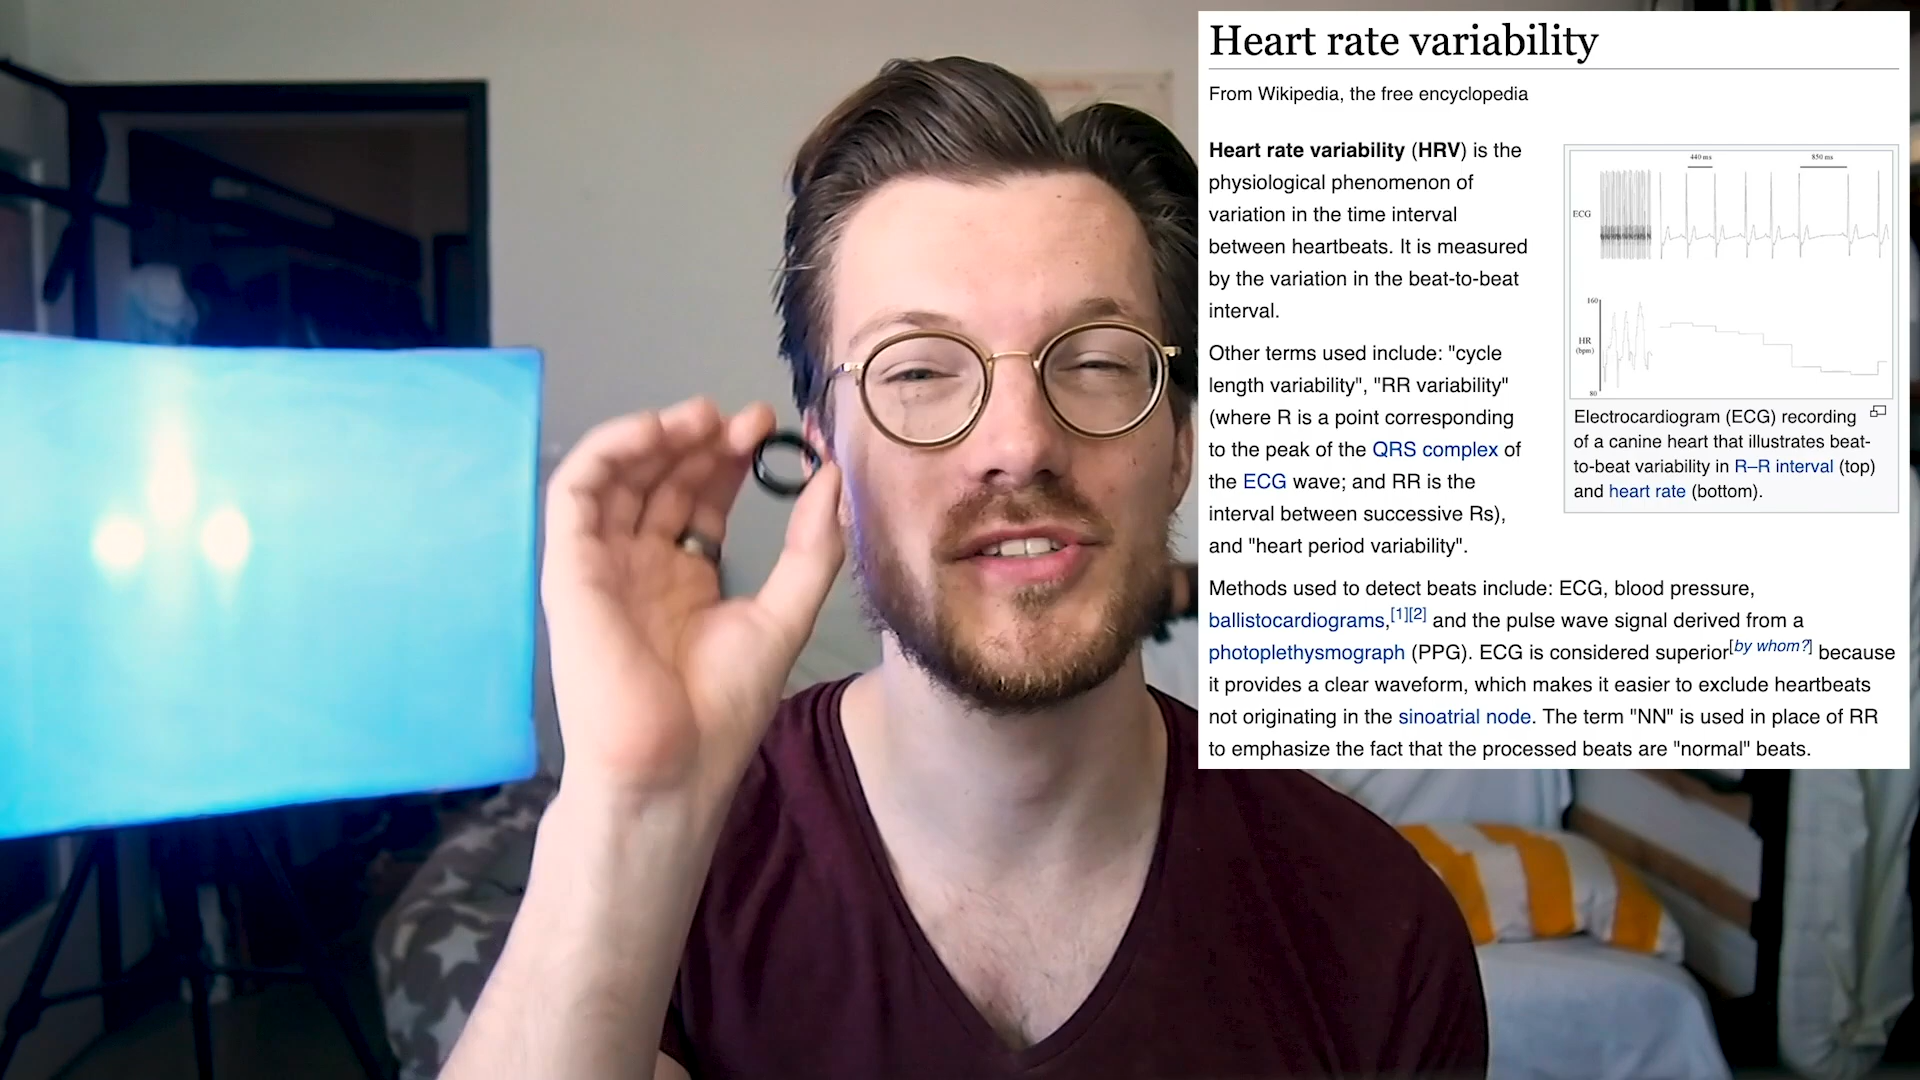 Heart rate variability
From Wikipedia, the free encyclopedia
Heart rate variability (HRV) is the
physiological phenomenon of
variation in the time interval
between heartbeats. It is measured
by the variation in the beat-to-beat
interval.
Other terms used include: "cycle
length variability", "RR variability"
(where R is a point corresponding
to the peak of the QRS complex of
the ECG wave; and RR is the
interval between successive Rs),
and "heart period variability".
440 ms
850 ms
ECG
160
HR
(bpm)
80
Electrocardiogram (ECG) recording
of a canine heart that illustrates beat-
to-beat variability in R–R interval (top)
and heart rate (bottom).
Methods used to detect beats include: ECG, blood pressure,
ballistocardiograms,[1][2] and the pulse wave signal derived from a
photoplethysmograph (PPG). ECG is considered superior[by whom?] because
it provides a clear waveform, which makes it easier to exclude heartbeats
not originating in the sinoatrial node. The term "NN" is used in place of RR
to emphasize the fact that the processed beats are "normal" beats.